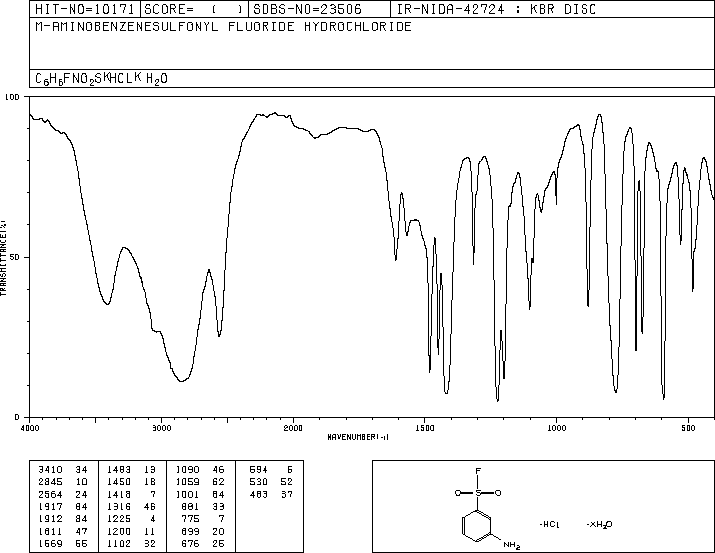 HIT-NO=10171 SCORE= ( ) SDBS-NO=23506 IR-NIDA-42724 : KBR DISC
M-AMINOBENZENESULFONYL FLUORIDE HYDROCHLORIDE
C6H6FNO2S*HCL* H2O
TRANSMITTANCE(%)
100
50
0
4000 3000 2000 1500 1000 500
WAVENUMBER(-1)
3410 34 1483 13 1090 46 594 5
2845 10 1450 18 1059 62 530 52
2564 24 1418 7 1001 64 483 37
1917 84 1316 46 881 33
1912 84 1225 4 775 7
1611 47 1200 11 699 20
1569 55 1102 32 676 25
F
O S O
NH2
·HCl ·XH2O